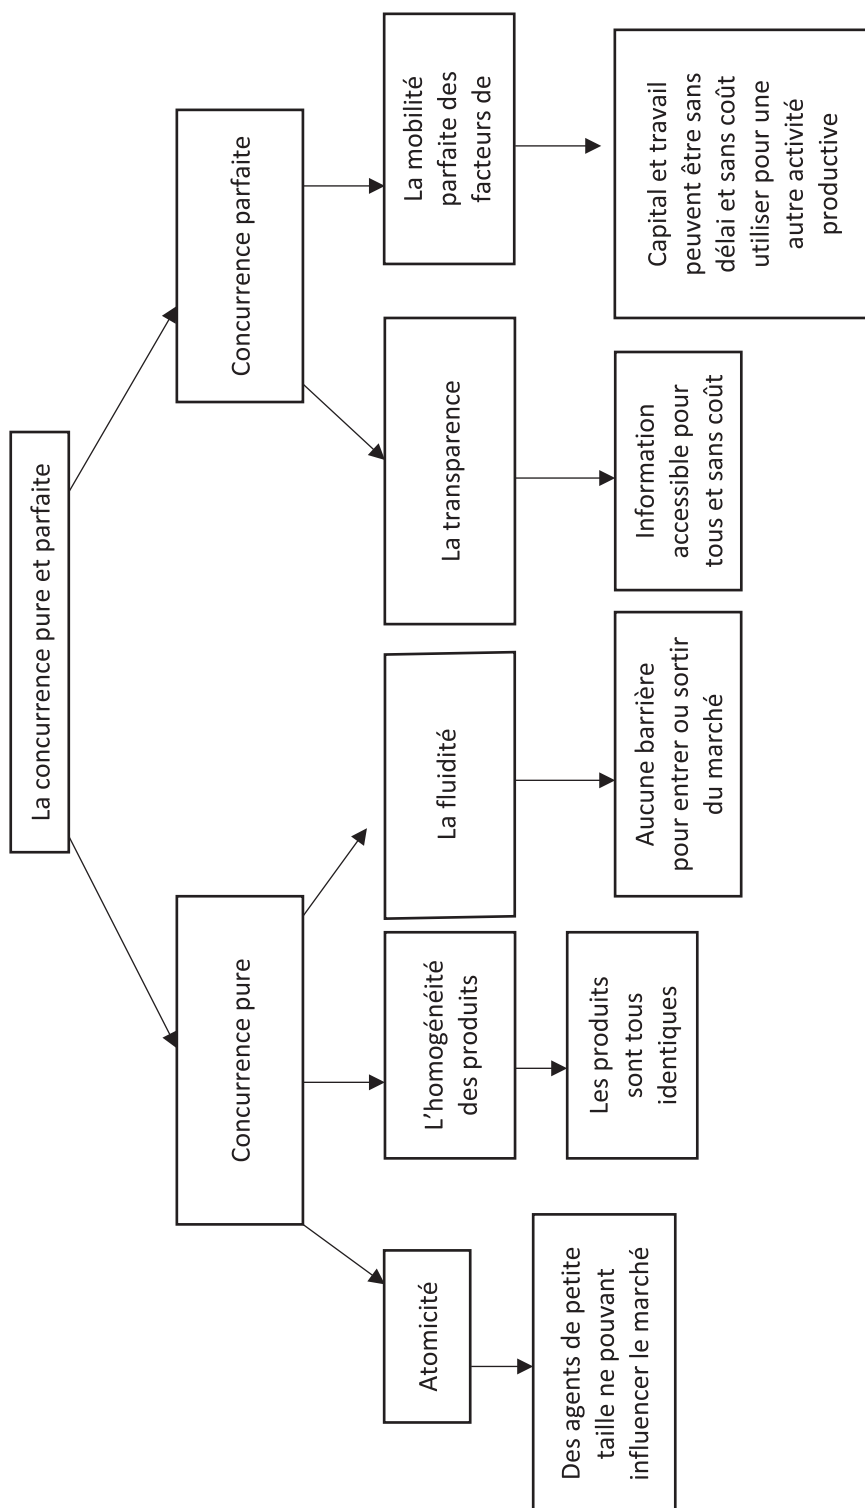 La concurrence pure et parfaite
Concurrence pure
Concurrence parfaite
Atomicité
L'homogénéité
des produits
La fluidité
La transparence
La mobilité
parfaite des
facteurs de
Des agents de petite
taille ne pouvant
influencer le marché
Les produits
sont tous
identiques
Aucune barrière
pour entrer ou sortir
du marché
Information
accessible pour
tous et sans coût
Capital et travail
peuvent être sans
délai et sans coût
utiliser pour une
autre activité
productive